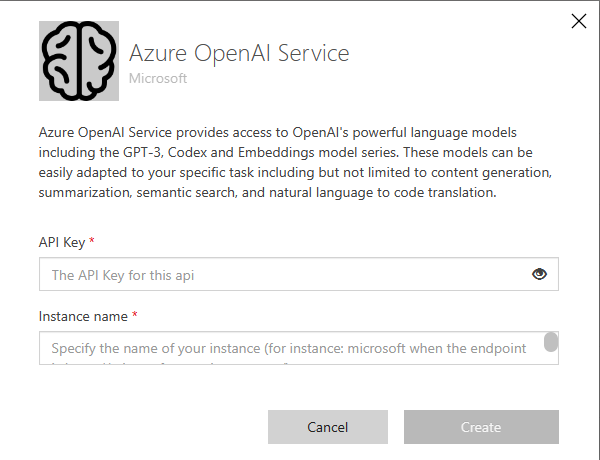 Azure OpenAI Service
Microsoft
Azure OpenAI Service provides access to OpenAI's powerful language models
including the GPT-3, Codex and Embeddings model series. These models can be
easily adapted to your specific task including but not limited to content generation,
summarization, semantic search, and natural language to code translation.
API Key *
The API Key for this api
Instance name *
Specify the name of your instance (for instance: microsoft when the endpoint
Cancel Create